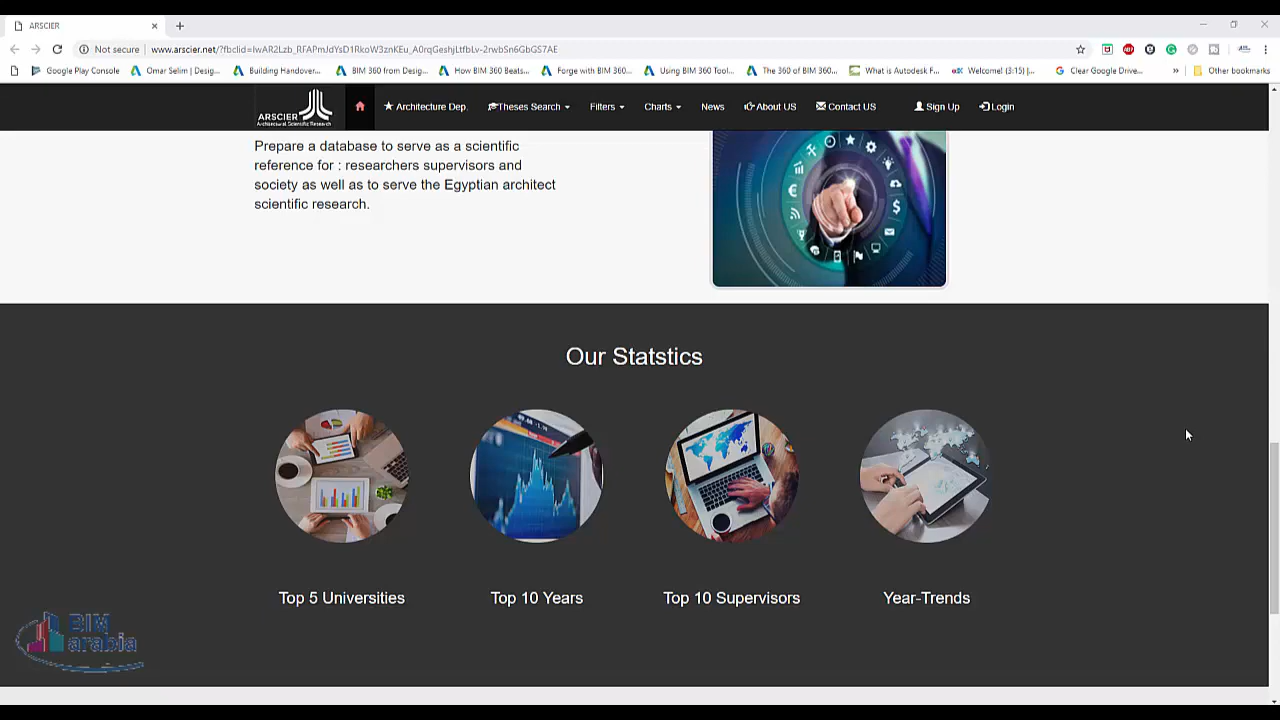 ARSCIER
Not secure
www.arscier.net/?fbclid=IwAR2Lzb_RFAPmJdYsD1RkoW3znKEu_A0rqGeshjLtfbLv-2rwbSn6GbGS7AE
Google Play Console
Omar Selim | Desig...
Building Handover...
BIM 360 from Desig...
How BIM 360 Beats...
Forge with BIM 360...
Using BIM 360 Tool...
The 360 of BIM 360...
What is Autodesk F...
Welcome! (3:15) |...
Clear Google Drive...
»
Other bookmarks
ARSCIER
Architectural Scientific Research
Architecture Dep.
Theses Search
Filters
Charts
News
About US
Contact US
Sign Up
Login
Prepare a database to serve as a scientific
reference for : researchers supervisors and
society as well as to serve the Egyptian architect
scientific research.
Our Statstics
Top 5 Universities
Top 10 Years
Top 10 Supervisors
Year-Trends
BIM
arabia